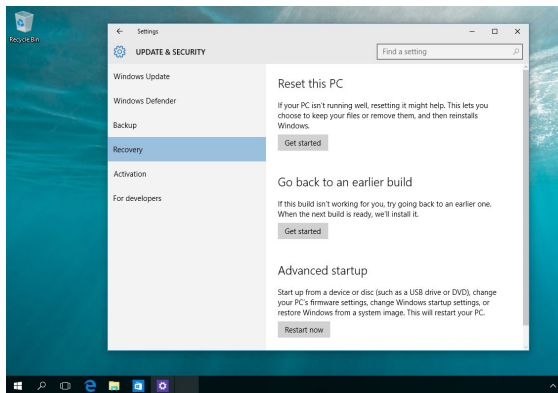 Recycle Bin
Settings
UPDATE & SECURITY
Find a setting
Windows Update
Windows Defender
Backup
Recovery
Activation
For developers
Reset this PC
If your PC isn't running well, resetting it might help. This lets you
choose to keep your files or remove them, and then reinstalls
Windows.
Get started
Go back to an earlier build
If this build isn't working for you, try going back to an earlier one.
When the next build is ready, we'll install it.
Get started
Advanced startup
Start up from a device or disc (such as a USB drive or DVD), change
your PC's firmware settings, change Windows startup settings, or
restore Windows from a system image. This will restart your PC.
Restart now